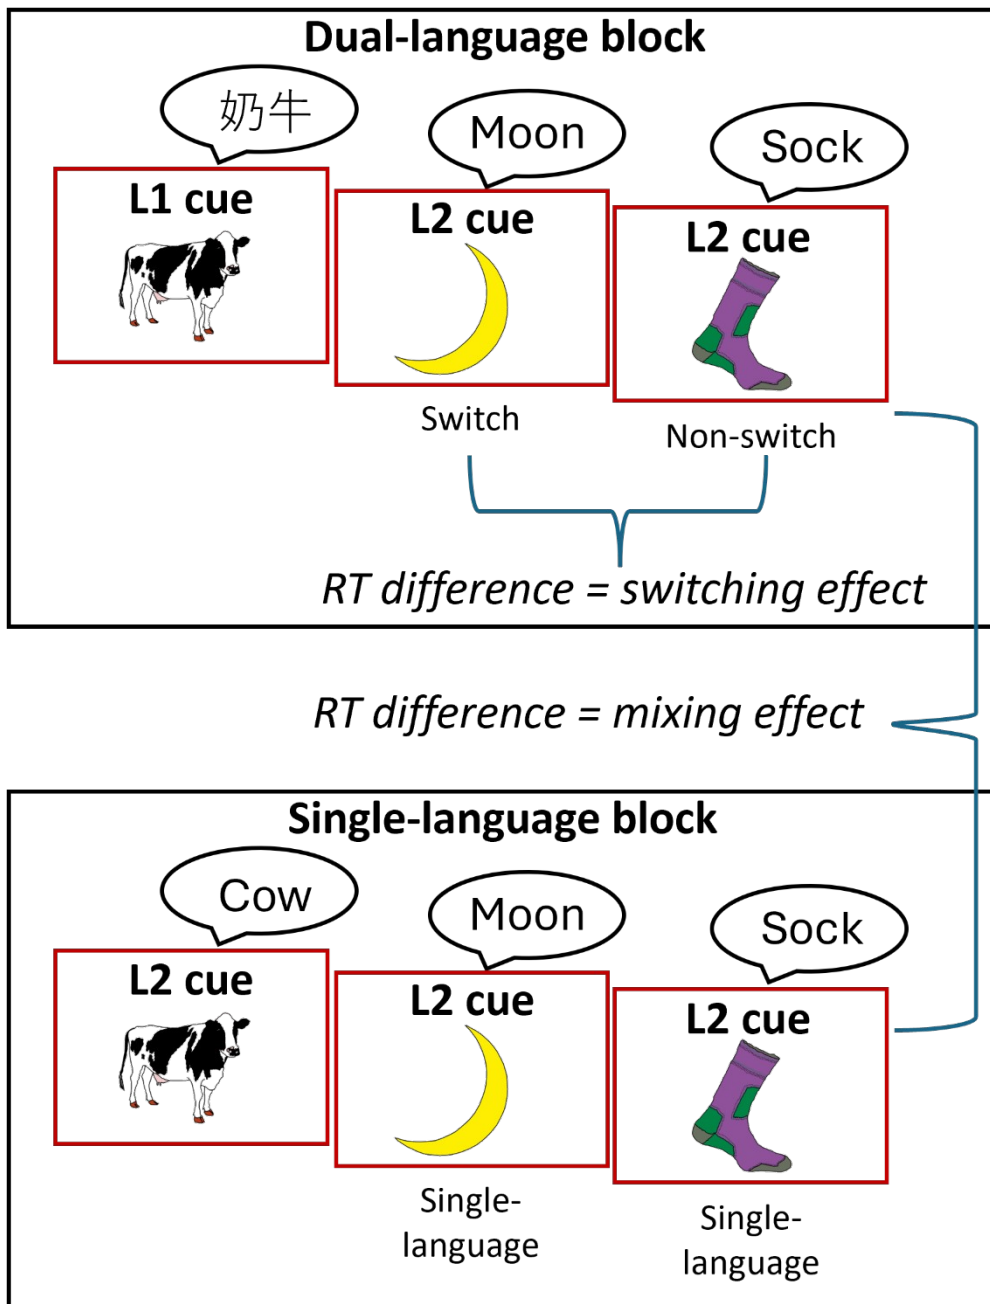 Dual-language block
奶牛
Moon
Sock
L1 cue
L2 cue
L2 cue
Switch
Non-switch
RT difference = switching effect
RT difference = mixing effect
Single-language block
Cow
Moon
Sock
L2 cue
L2 cue
L2 cue
Single-
language
Single-
language